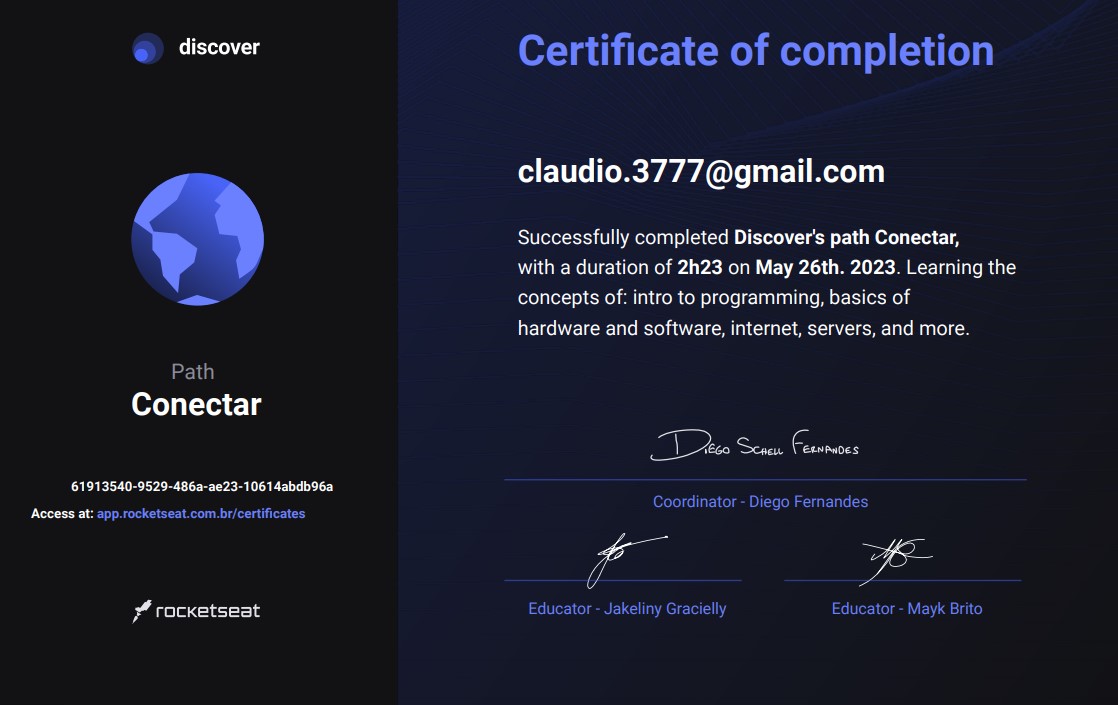 discover
Path
Conectar
61913540-9529-486a-ae23-10614abdb96a
Access at: app.rocketseat.com.br/certificates
rocketseat
Certificate of completion
claudio.3777@gmail.com
Successfully completed Discover's path Conectar,
with a duration of 2h23 on May 26th. 2023. Learning the
concepts of: intro to programming, basics of
hardware and software, internet, servers, and more.
Diego Schell Fernandes
Coordinator - Diego Fernandes
Educator - Jakeliny Gracielly
Educator - Mayk Brito